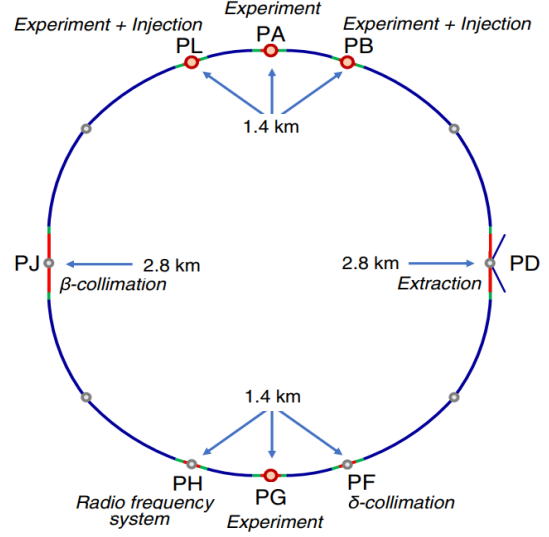 Experiment
Experiment + Injection
Experiment + Injection
PL
PA
PB
1.4 km
PJ
2.8 km
β-collimation
2.8 km
PD
Extraction
1.4 km
PH
PG
PF
Radio frequency
system
Experiment
δ-collimation